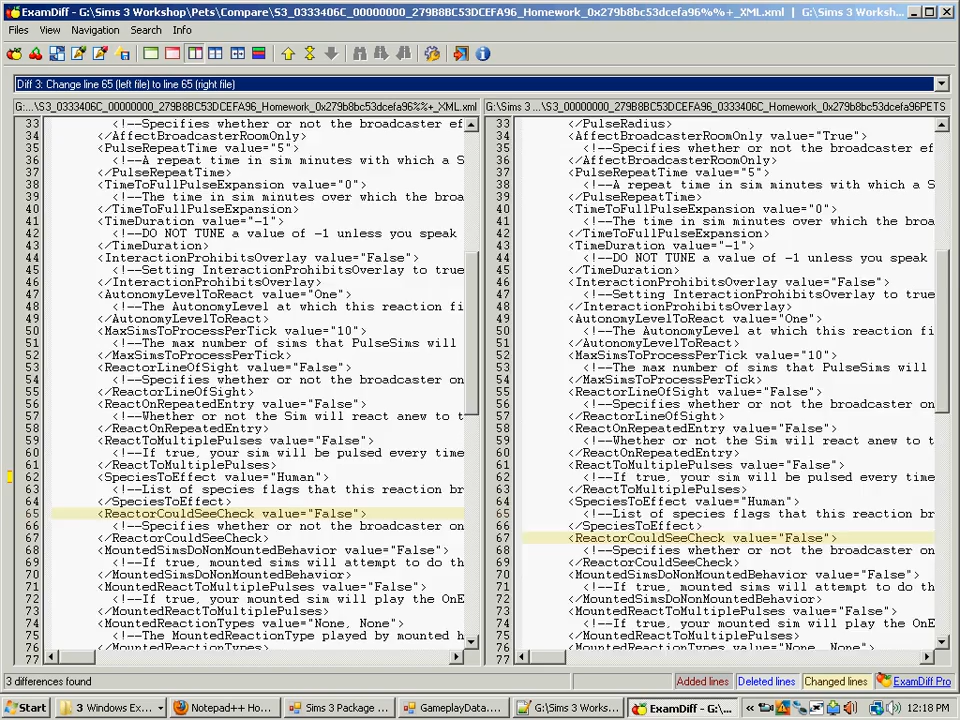 ExamDiff - [G:\Sims 3 Workshop\Pets\Compare\S3_0333406C_00000000_279B8BC53DCEFA96_Homework_0x279b8bc53dcefa96%%+_XML.xml | G:\Sims 3 Worksh...
Files View Navigation Search Info
Diff 3: Change line 65 (left file) to line 65 (right file)
G:...\S3_0333406C_00000000_279B8BC53DCEFA96_Homework_0x279b8bc53dcefa96%%+_XML.xml
33 <!--Specifies whether or not the broadcaster ef
34 </AffectBroadcasterRoomOnly>
35 <PulseRepeatTime value="5">
36 <!--A repeat time in sim minutes with which a S
37 </PulseRepeatTime>
38 <TimeToFullPulseExpansion value="0">
39 <!--The time in sim minutes over which the broa
40 </TimeToFullPulseExpansion>
41 <TimeDuration value="-1">
42 <!--DO NOT TUNE a value of -1 unless you speak
43 </TimeDuration>
44 <InteractionProhibitsOverlay value="False">
45 <!--Setting InteractionProhibitsOverlay to true
46 </InteractionProhibitsOverlay>
47 <AutonomyLevelToReact value="One">
48 <!--The AutonomyLevel at which this reaction fi
49 </AutonomyLevelToReact>
50 <MaxSimsToProcessPerTick value="10">
51 <!--The max number of sims that PulseSims will
52 </MaxSimsToProcessPerTick>
53 <ReactorLineOfSight value="False">
54 <!--Specifies whether or not the broadcaster on
55 </ReactorLineOfSight>
56 <ReactOnRepeatedEntry value="False">
57 <!--Whether or not the Sim will react anew to t
58 </ReactOnRepeatedEntry>
59 <ReactToMultiplePulses value="False">
60 <!--If true, your sim will be pulsed every time
61 </ReactToMultiplePulses>
62 <SpeciesToEffect value="Human">
63 <!--List of species flags that this reaction br
64 </SpeciesToEffect>
65 <ReactorCouldSeeCheck value="False">
66 <!--Specifies whether or not the broadcaster on
67 </ReactorCouldSeeCheck>
68 <MountedSimsDoNonMountedBehavior value="False">
69 <!--If true, mounted sims will attempt to do th
70 </MountedSimsDoNonMountedBehavior>
71 <MountedReactToMultiplePulses value="False">
72 <!--If true, your mounted sim will play the OnE
73 </MountedReactToMultiplePulses>
74 <MountedReactionTypes value="None, None">
75 <!--The MountedReactionType played by mounted h
76 </MountedReactionTypes>
77
G:\Sims 3 ...\S3_00000000_279B8BC53DCEFA96_0333406C_Homework_0x279b8bc53dcefa96PETS
33 </PulseRadius>
34 <AffectBroadcasterRoomOnly value="True">
35 <!--Specifies whether or not the broadcaster ef
36 </AffectBroadcasterRoomOnly>
37 <PulseRepeatTime value="5">
38 <!--A repeat time in sim minutes with which a S
39 </PulseRepeatTime>
40 <TimeToFullPulseExpansion value="0">
41 <!--The time in sim minutes over which the broa
42 </TimeToFullPulseExpansion>
43 <TimeDuration value="-1">
44 <!--DO NOT TUNE a value of -1 unless you speak
45 </TimeDuration>
46 <InteractionProhibitsOverlay value="False">
47 <!--Setting InteractionProhibitsOverlay to true
48 </InteractionProhibitsOverlay>
49 <AutonomyLevelToReact value="One">
50 <!--The AutonomyLevel at which this reaction fi
51 </AutonomyLevelToReact>
52 <MaxSimsToProcessPerTick value="10">
53 <!--The max number of sims that PulseSims will
54 </MaxSimsToProcessPerTick>
55 <ReactorLineOfSight value="False">
56 <!--Specifies whether or not the broadcaster on
57 </ReactorLineOfSight>
58 <ReactOnRepeatedEntry value="False">
59 <!--Whether or not the Sim will react anew to t
60 </ReactOnRepeatedEntry>
61 <ReactToMultiplePulses value="False">
62 <!--If true, your sim will be pulsed every time
63 </ReactToMultiplePulses>
64 <SpeciesToEffect value="Human">
65 <!--List of species flags that this reaction br
66 </SpeciesToEffect>
67 <ReactorCouldSeeCheck value="False">
68 <!--Specifies whether or not the broadcaster on
69 </ReactorCouldSeeCheck>
70 <MountedSimsDoNonMountedBehavior value="False">
71 <!--If true, mounted sims will attempt to do th
72 </MountedSimsDoNonMountedBehavior>
73 <MountedReactToMultiplePulses value="False">
74 <!--If true, your mounted sim will play the OnE
75 </MountedReactToMultiplePulses>
76 <MountedReactionTypes value="None, None">
77
3 differences found
Added lines Deleted lines Changed lines ExamDiff Pro
Start 3 Windows Ex... Notepad++ Ho... Sims 3 Package ... GameplayData.... G:\Sims 3 Works... ExamDiff - G:\... « 12:18 PM